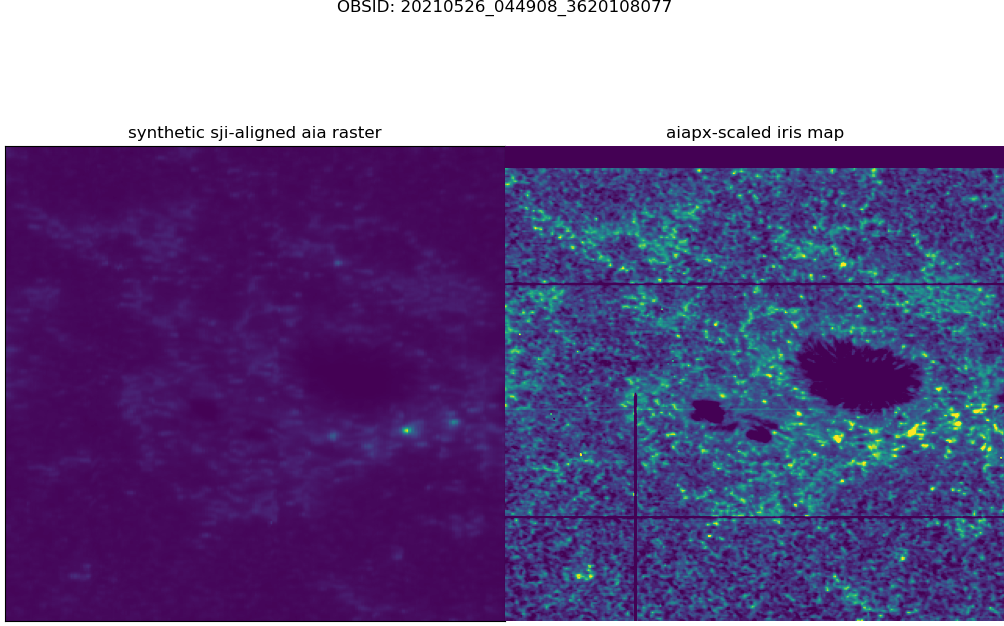 OBSID: 20210526_044908_3620108077
synthetic sji-aligned aia raster
aiapx-scaled iris map